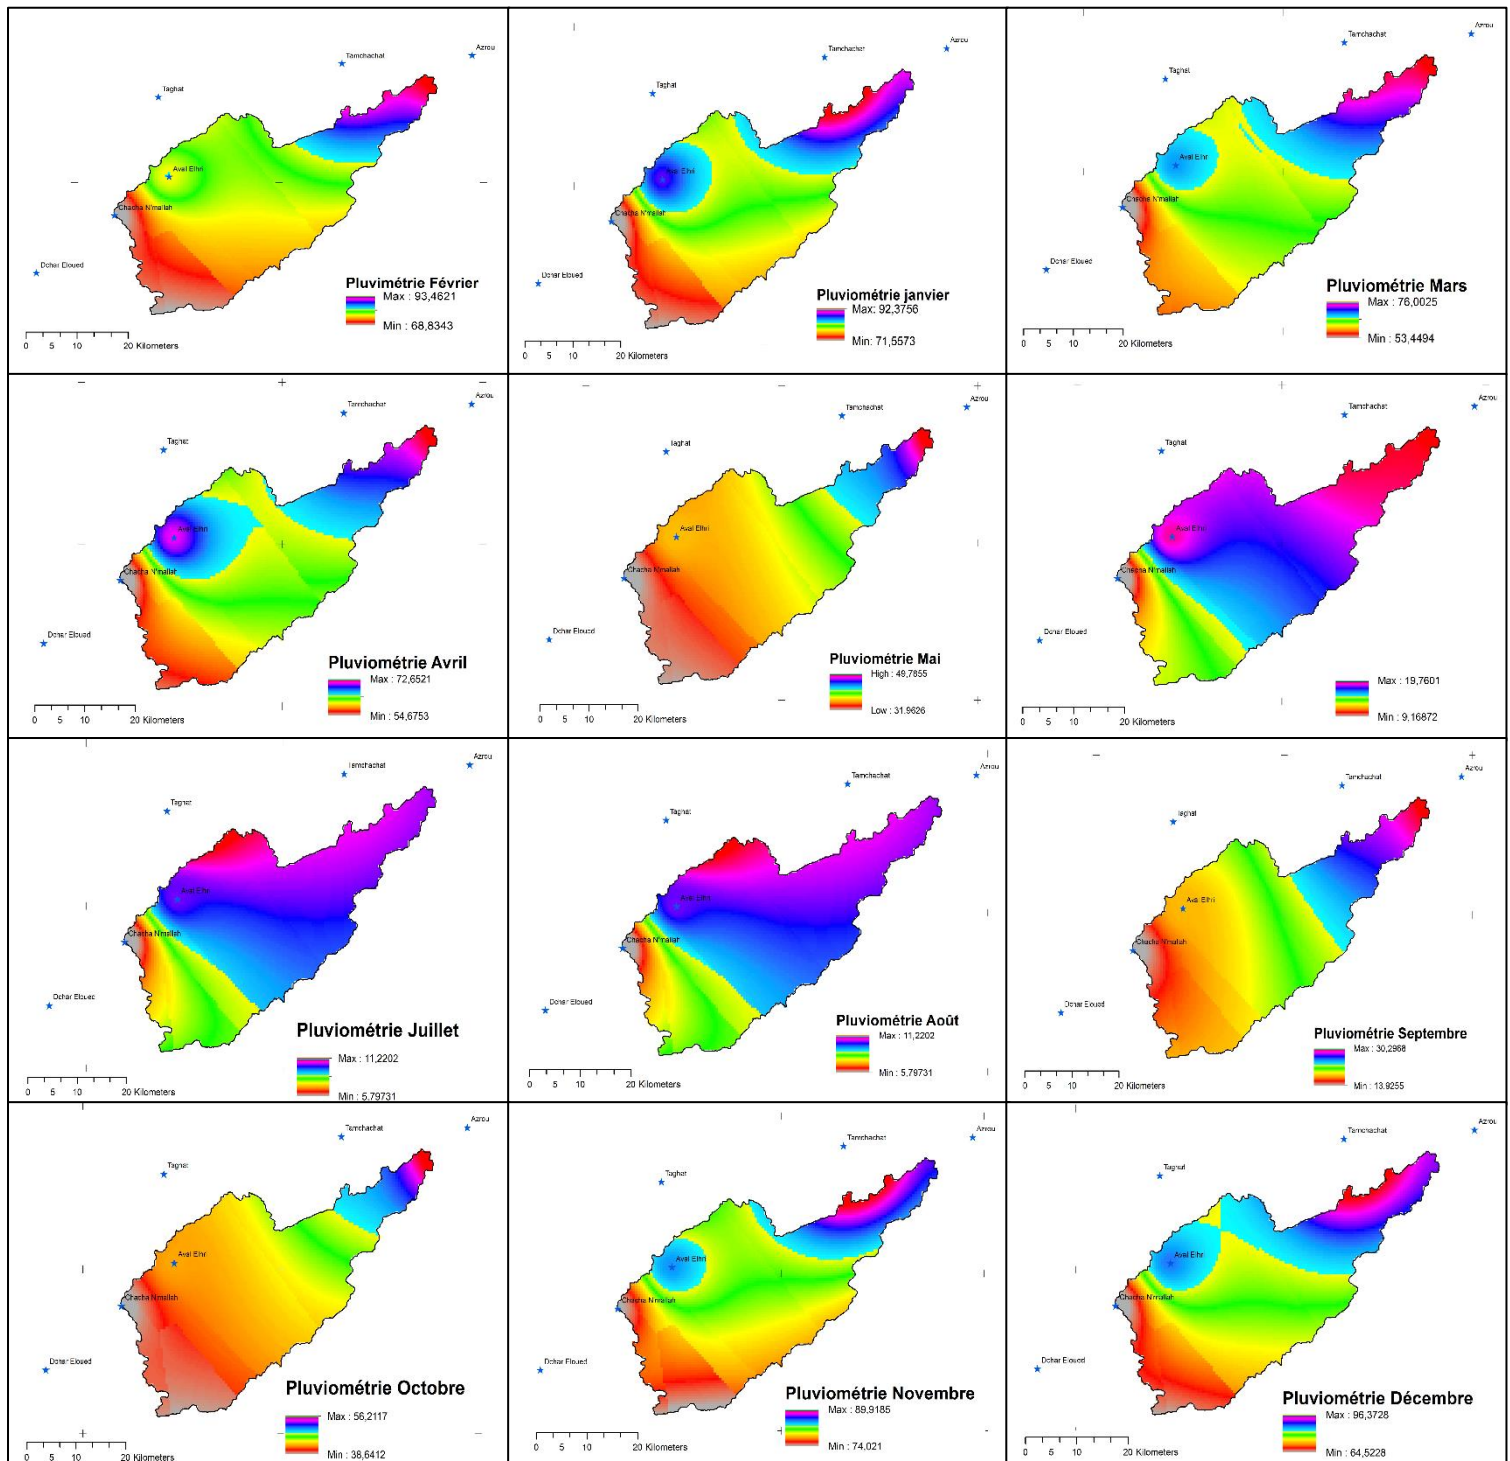 Azrou
Tamchachat
Taghat
Aval Elhri
Chacha N'mallah
Dchar Eloued
Pluvimétrie Février
Max : 93,4621
Min : 68,8343
0 5 10 20 Kilometers
Azrou
Tamchachat
Taghat
Aval Elhri
Chacha N'mallah
Dchar Eloued
Pluviométrie janvier
Max: 92,3756
Min: 71,5573
0 5 10 20 Kilometers
Azrou
Tamchachat
Taghat
Aval Elhri
Chacha N'mallah
Dchar Eloued
Pluviométrie Mars
Max : 76,0025
Min : 53,4494
0 5 10 20 Kilometers
Azrou
Tamchachat
Taghat
Aval Elhri
Chacha N'mallah
Dchar Eloued
Pluviométrie Avril
Max : 72,6521
Min : 54,6753
0 5 10 20 Kilometers
Azrou
Tamchachat
Taghat
Aval Elhri
Chacha N'mallah
Dchar Eloued
Pluviométrie Mai
High : 49,7855
Low : 31,9626
0 5 10 20 Kilometers
Azrou
Tamchachat
Taghat
Aval Elhri
Chacha N'mallah
Dchar Eloued
Max : 19,7601
Min : 9,16872
0 5 10 20 Kilometers
Azrou
Tamchachat
Taghat
Aval Elhri
Chacha N'mallah
Dchar Eloued
Pluviométrie Juillet
Max : 11,2202
Min : 5,79731
0 5 10 20 Kilometers
Azrou
Tamchachat
Taghat
Aval Elhri
Chacha N'mallah
Dchar Eloued
Pluviométrie Août
Max : 11,2202
Min : 5,79731
0 5 10 20 Kilometers
Azrou
Tamchachat
Taghat
Aval Elhri
Chacha N'mallah
Dchar Eloued
Pluviométrie Septembre
Max : 30,2968
Min : 13,9255
0 5 10 20 Kilometers
Azrou
Tamchachat
Taghat
Aval Elhri
Chacha N'mallah
Dchar Eloued
Pluviométrie Octobre
Max : 56,2117
Min : 38,6412
0 5 10 20 Kilometers
Azrou
Tamchachat
Taghat
Aval Elhri
Chacha N'mallah
Dchar Eloued
Pluviométrie Novembre
Max : 89,9185
Min : 74,021
0 5 10 20 Kilometers
Azrou
Tamchachat
Taghat
Aval Elhri
Chacha N'mallah
Dchar Eloued
Pluviométrie Décembre
Max : 96,3728
Min : 64,5228
0 5 10 20 Kilometers